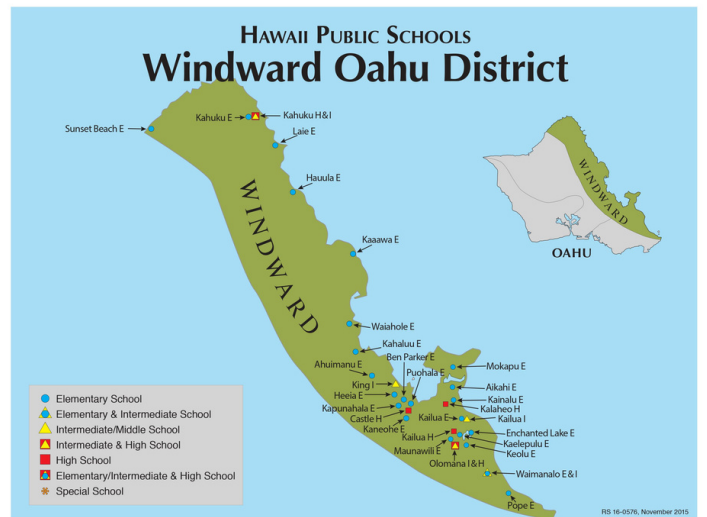 HAWAII PUBLIC SCHOOLS
Windward Oahu District
Kahuku E
Kahuku H&I
Sunset Beach E
Laie E
Hauula E
WINDWARD
Kaaawa E
WINDWARD
OAHU
Waiahole E
Kahaluu E
Ben Parker E
Puohala E
Ahuimanu E
Mokapu E
King I
Aikahi E
Heeia E
Kainalu E
Kapunahala E
Kalaheo H
Castle H
Kailua E
Kailua I
Kaneohe E
Enchanted Lake E
Kailua H
Kaelepulu E
Maunawili E
Keolu E
Olomana I&H
Waimanalo E&I
Pope E
Elementary School
Elementary & Intermediate School
Intermediate/Middle School
Intermediate & High School
High School
Elementary/Intermediate & High School
Special School
RS 16-0576, November 2015